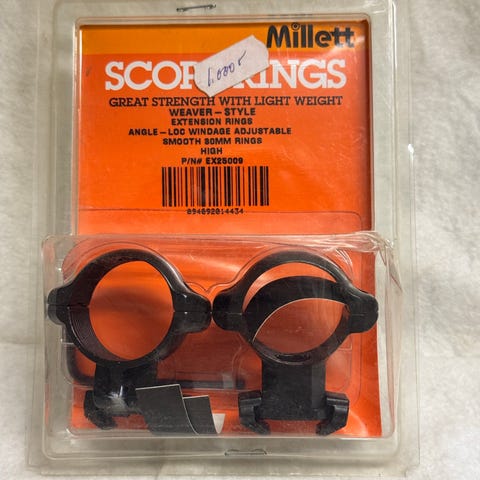 Millett
SCOPE RINGS
GREAT STRENGTH WITH LIGHT WEIGHT
WEAVER-STYLE
EXTENSION RINGS
ANGLE-LOC WINDAGE ADJUSTABLE
SMOOTH 30MM RINGS
HIGH
P/N# EX25009